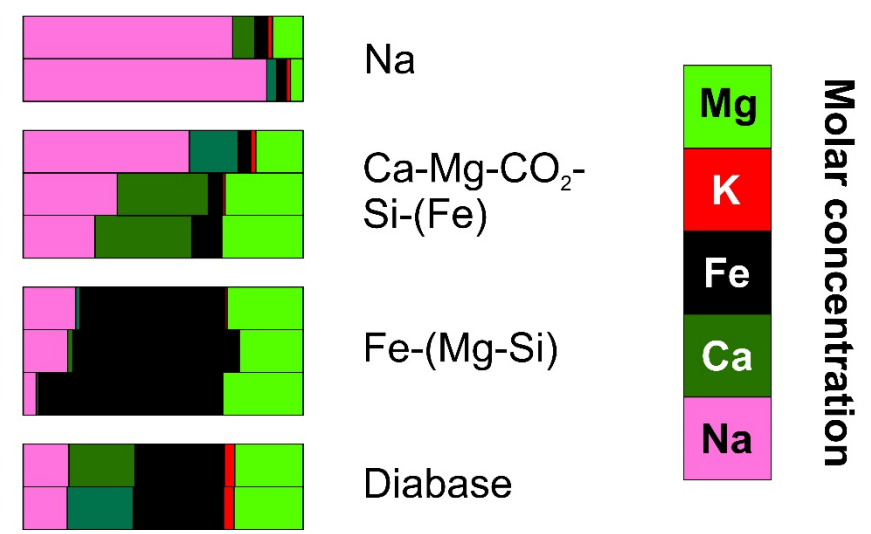 Na
Ca-Mg-CO₂-
Si-(Fe)
Fe-(Mg-Si)
Diabase
Mg
K
Fe
Ca
Na
Molar concentration